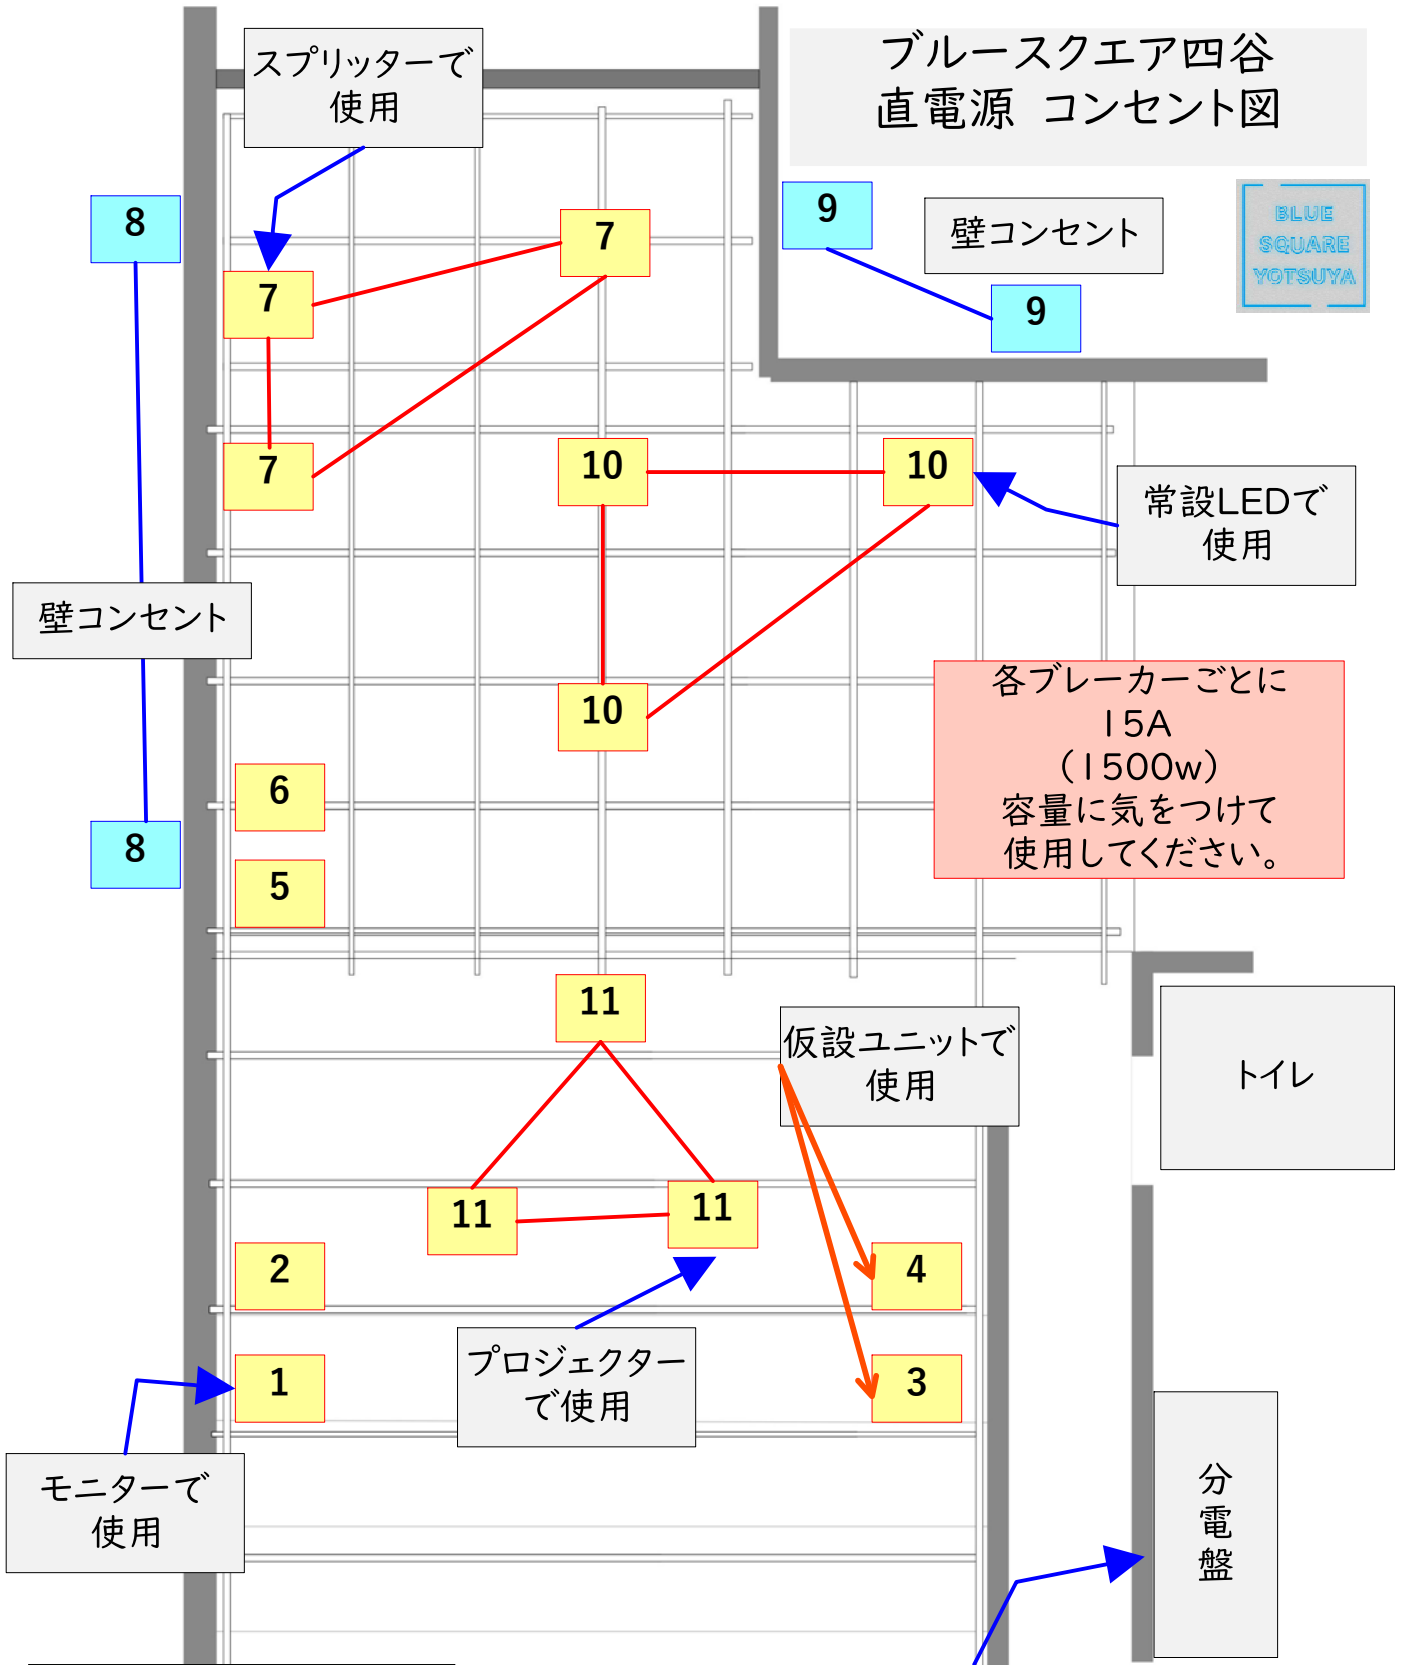 スプリッターで
使用
ブルースクエア四谷
直電源 コンセント図
BLUE
SQUARE
YOTSUYA
8
9
壁コンセント
7
7
9
7
10
10
常設LEDで
使用
壁コンセント
各ブレーカーごとに
15A
(1500w)
容量に気をつけて
使用してください。
10
6
8
5
11
仮設ユニットで
使用
トイレ
11
11
2
4
プロジェクター
で使用
1
3
モニターで
使用
分
電
盤